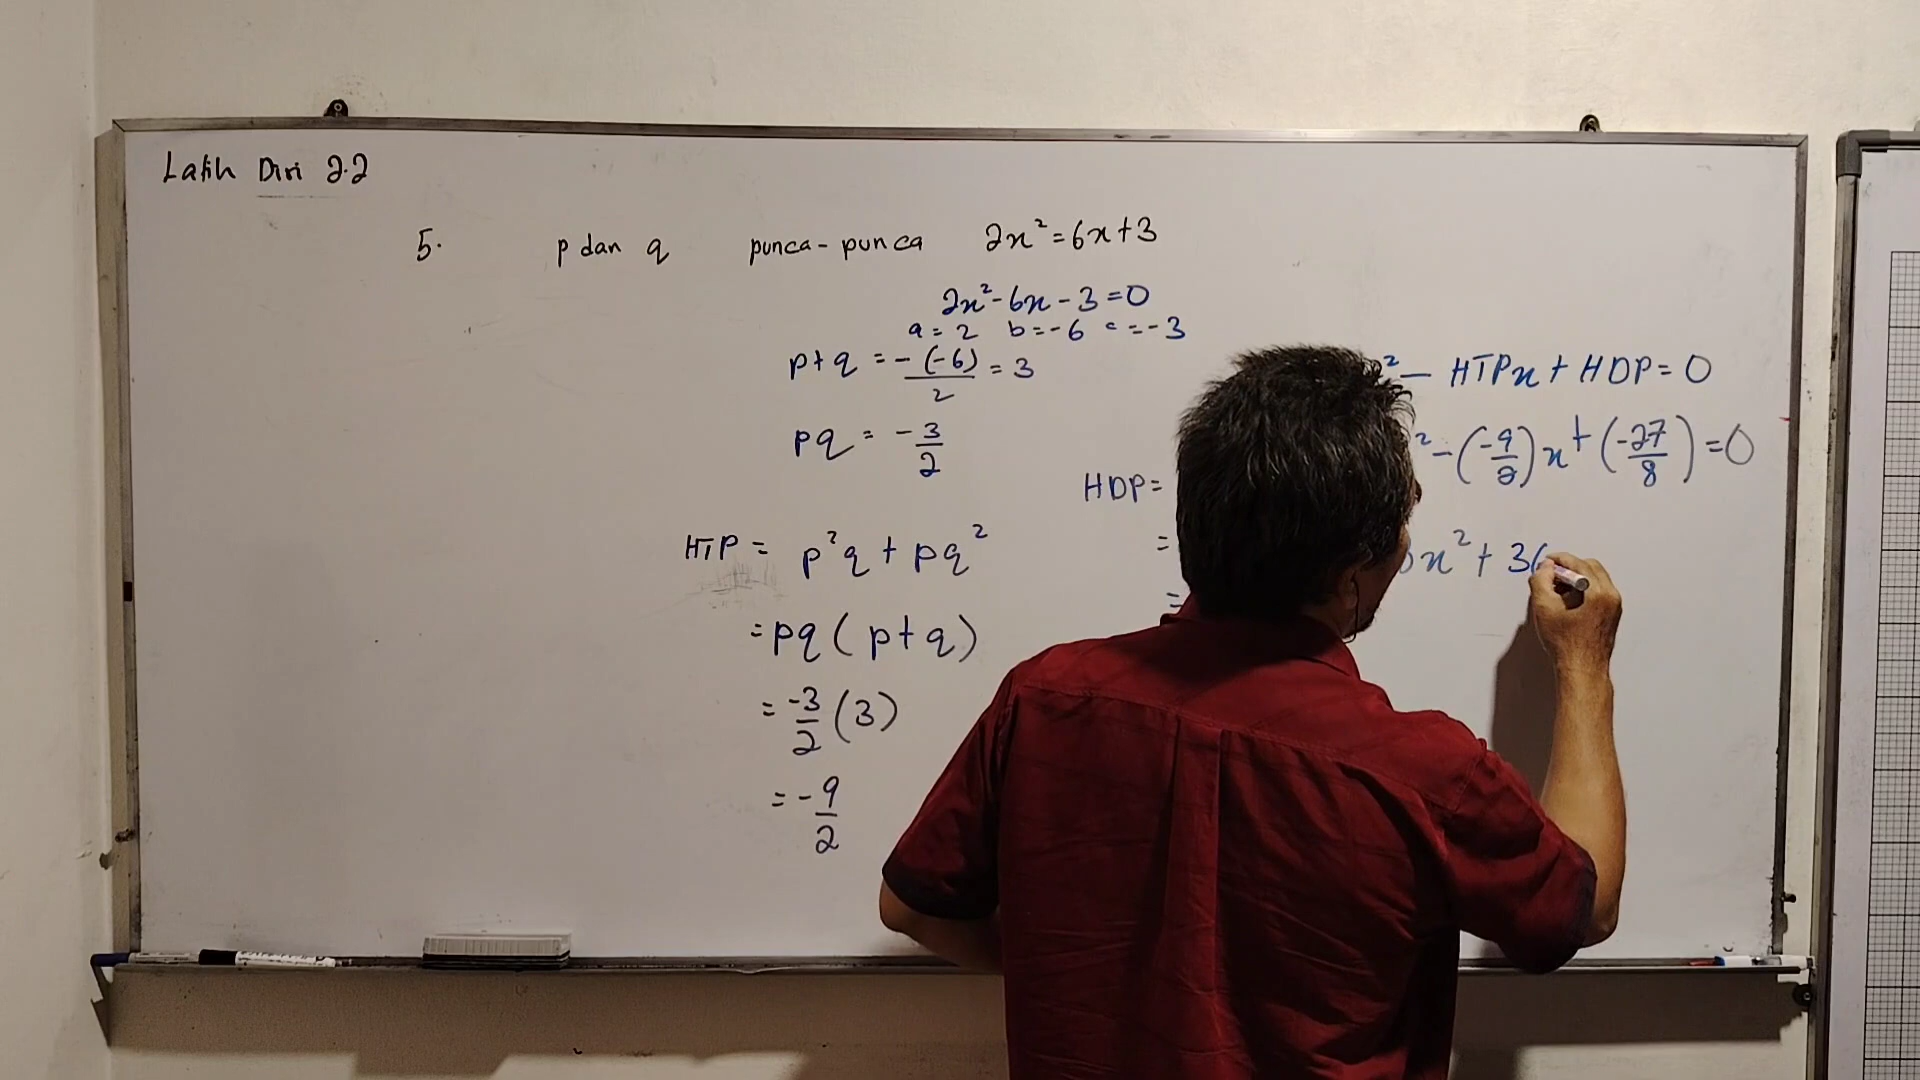 Latih Diri 2.2
5. p dan q punca-punca 2x² = 6x + 3
2x² - 6x - 3 = 0
a = 2 b = -6 c = -3
p + q = -(-6)/2 = 3
pq = -3/2
HTP = p²q + pq²
= pq(p + q)
= -3/2 (3)
= -9/2
HDP =
=
=
² - HTPx + HDP = 0
² - (-9/2)x + (-27/8) = 0
x² + 36